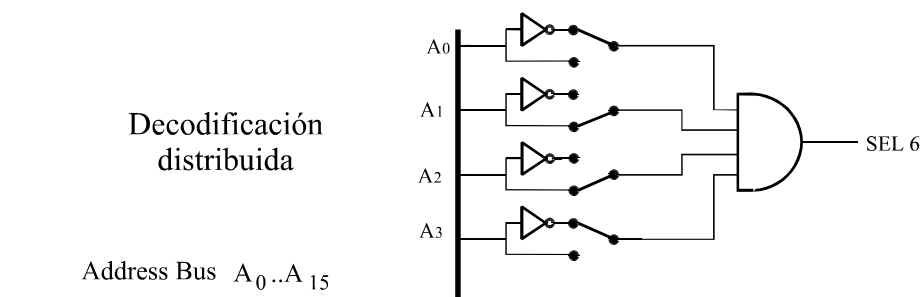 A0
A1
Decodificación
distribuida
SEL 6
A2
A3
Address Bus A0..A15